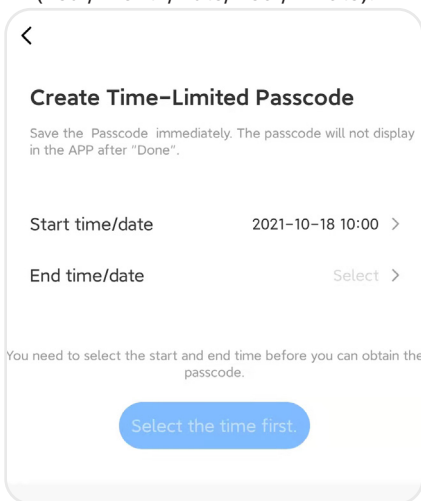 Create Time-Limited Passcode
Save the Passcode immediately. The passcode will not display
in the APP after "Done".
Start time/date 2021-10-18 10:00 >
End time/date Select >
You need to select the start and end time before you can obtain the
passcode.
Select the time first.